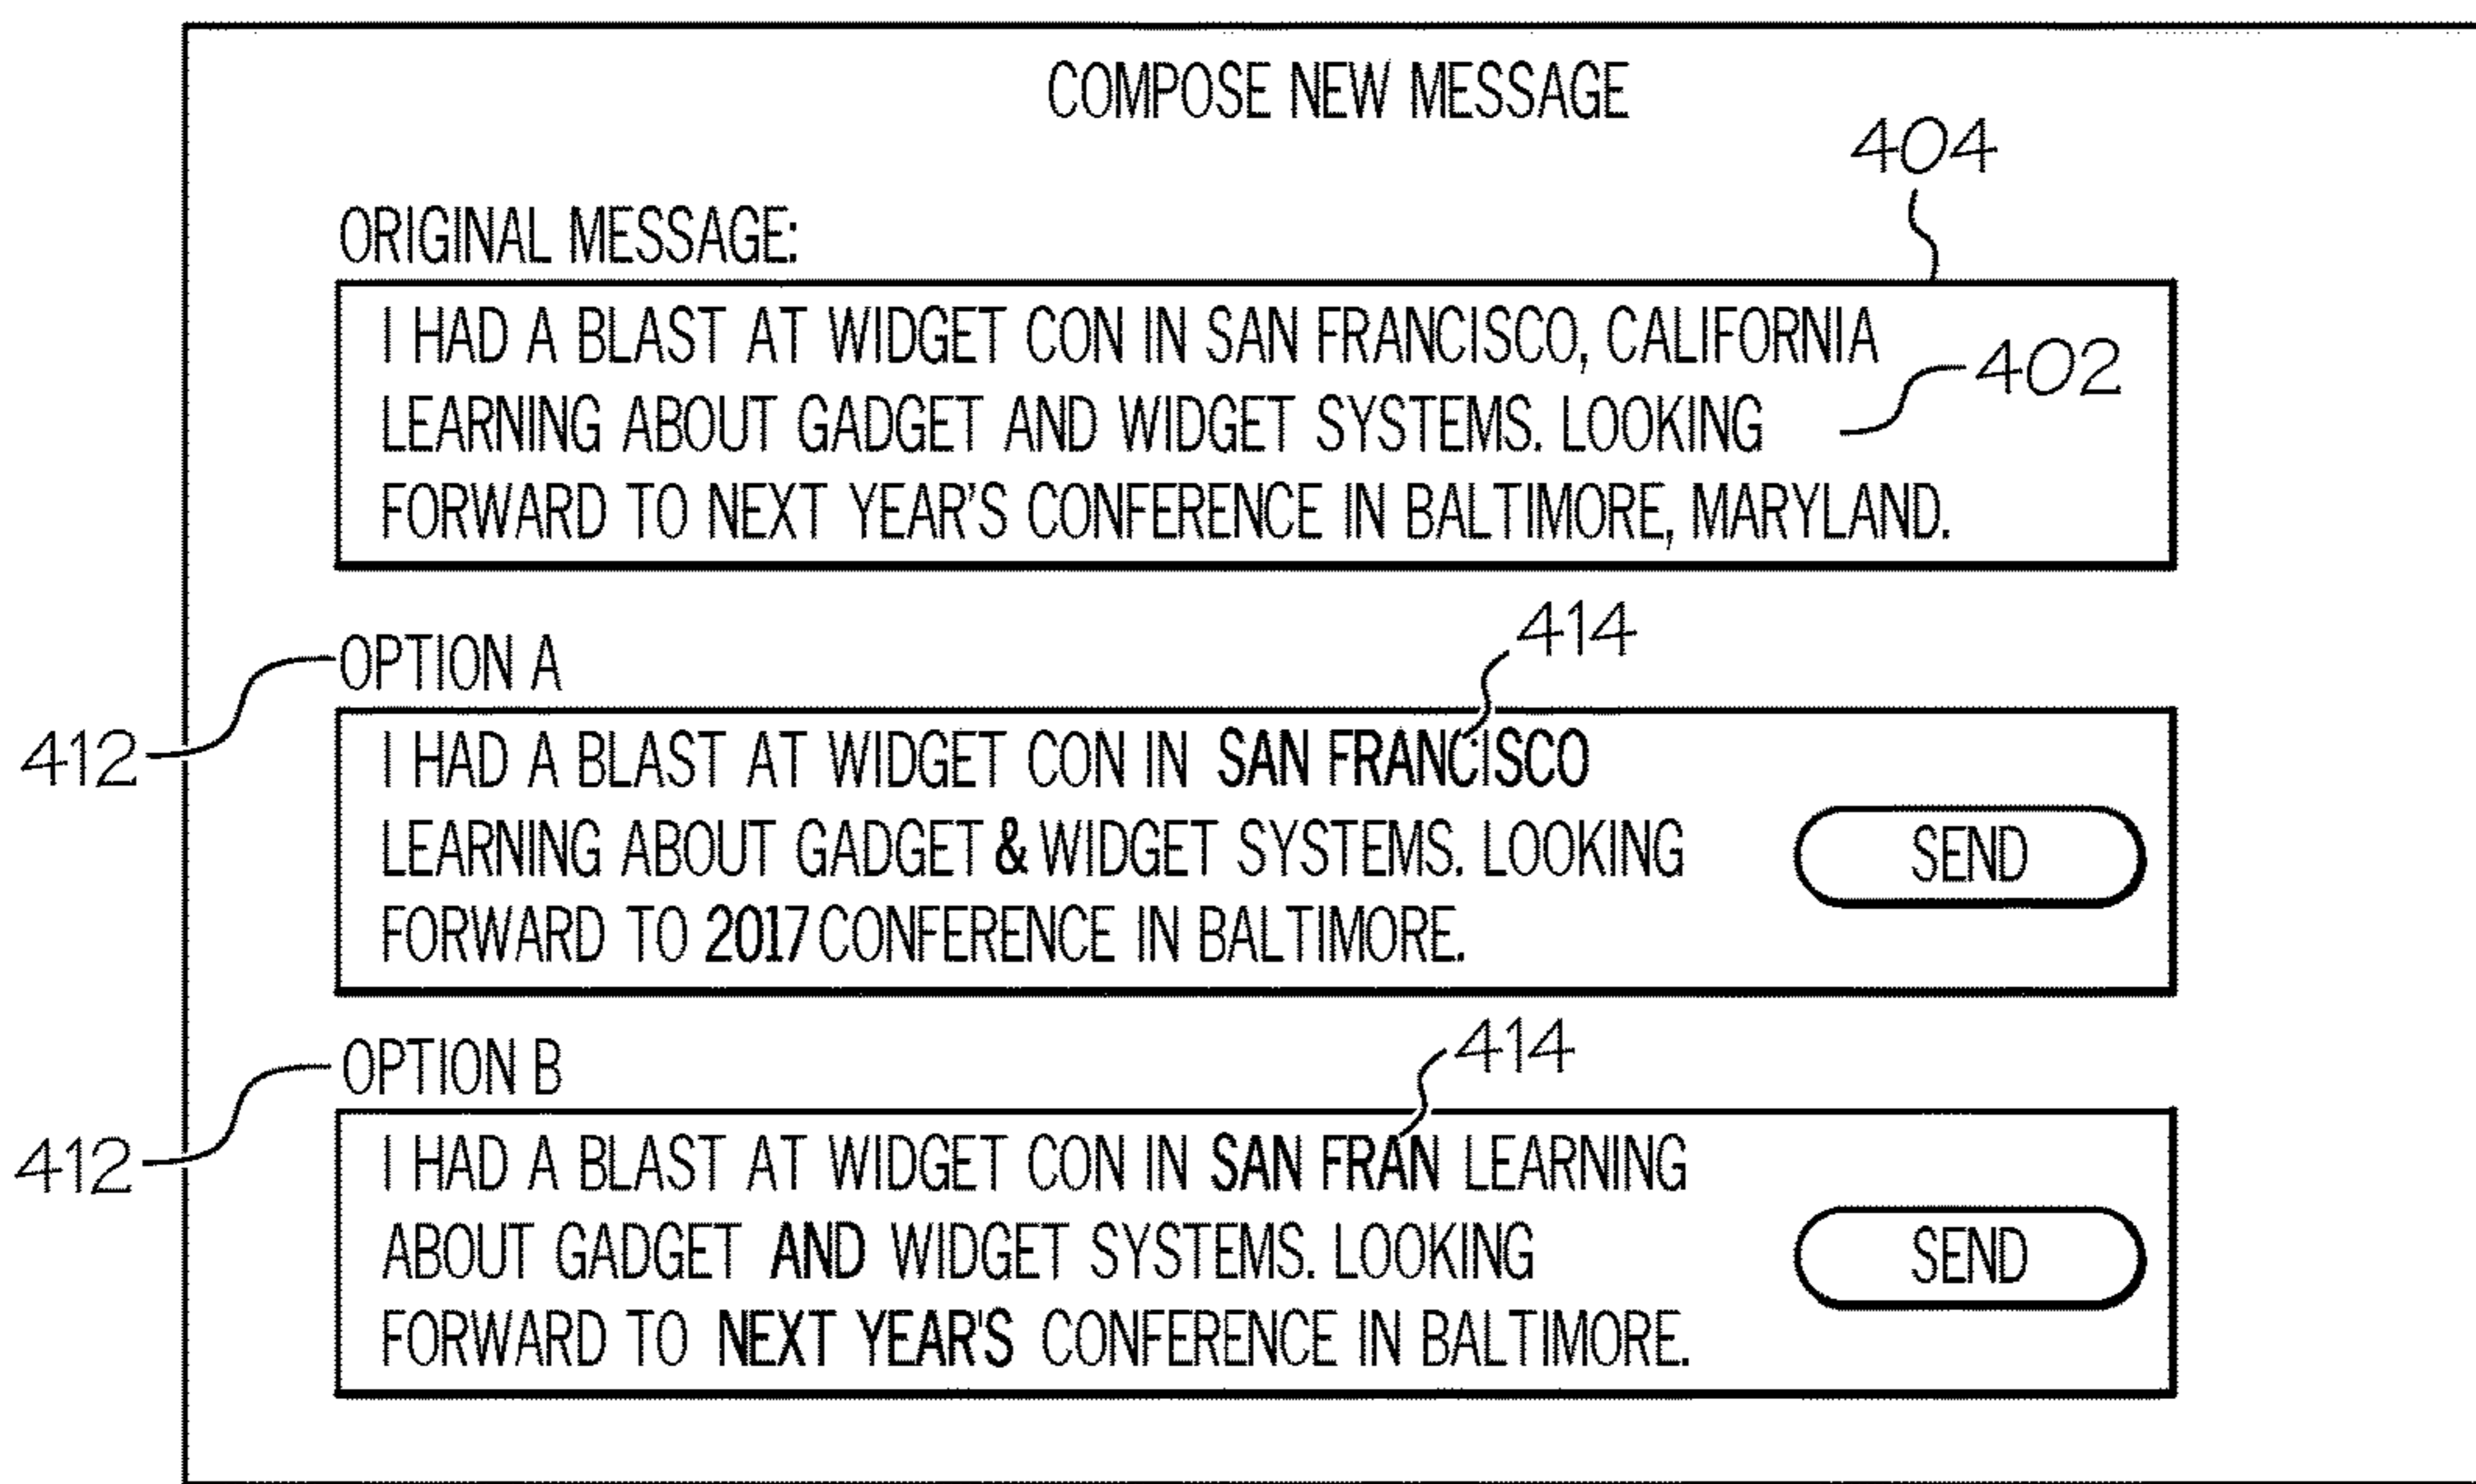 COMPOSE NEW MESSAGE
404
ORIGINAL MESSAGE:
I HAD A BLAST AT WIDGET CON IN SAN FRANCISCO, CALIFORNIA
LEARNING ABOUT GADGET AND WIDGET SYSTEMS. LOOKING
402
FORWARD TO NEXT YEAR'S CONFERENCE IN BALTIMORE, MARYLAND.
414
OPTION A
412
I HAD A BLAST AT WIDGET CON IN SAN FRANCISCO
LEARNING ABOUT GADGET & WIDGET SYSTEMS. LOOKING
SEND
FORWARD TO 2017 CONFERENCE IN BALTIMORE.
414
OPTION B
412
I HAD A BLAST AT WIDGET CON IN SAN FRAN LEARNING
ABOUT GADGET AND WIDGET SYSTEMS. LOOKING
SEND
FORWARD TO NEXT YEAR'S CONFERENCE IN BALTIMORE.